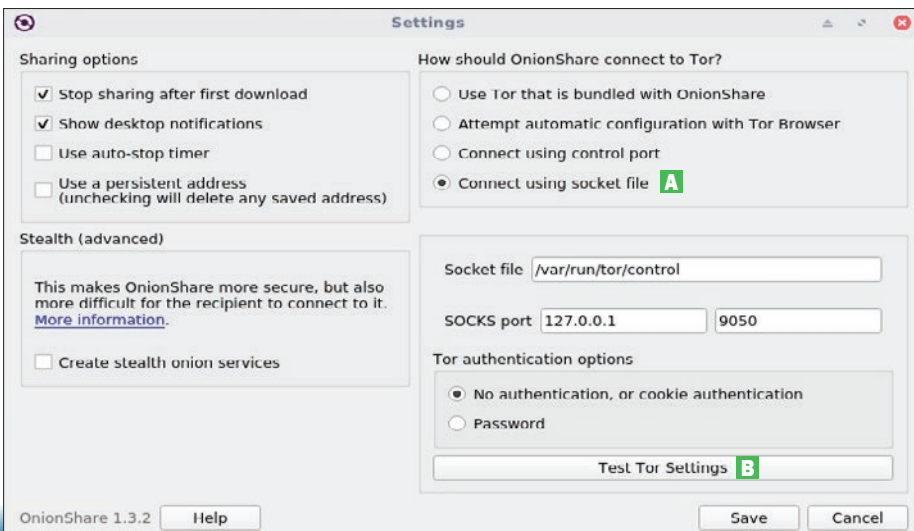 Settings
Sharing options
Stop sharing after first download
Show desktop notifications
Use auto-stop timer
Use a persistent address
(unchecking will delete any saved address)
Stealth (advanced)
This makes OnionShare more secure, but also
more difficult for the recipient to connect to it.
More information.
Create stealth onion services
How should OnionShare connect to Tor?
Use Tor that is bundled with OnionShare
Attempt automatic configuration with Tor Browser
Connect using control port
Connect using socket file A
Socket file /var/run/tor/control
SOCKS port 127.0.0.1 9050
Tor authentication options
No authentication, or cookie authentication
Password
Test Tor Settings B
OnionShare 1.3.2 Help Save Cancel